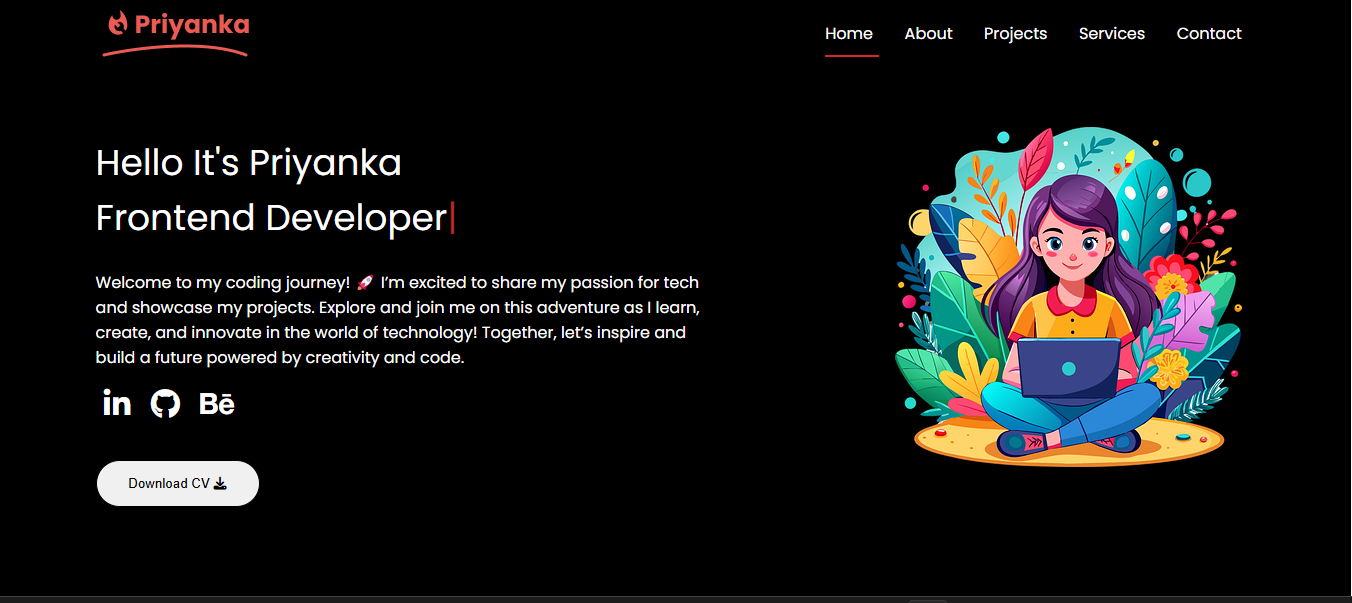 Priyanka
Home About Projects Services Contact
Hello It's Priyanka
Frontend Developer
Welcome to my coding journey! 🚀 I’m excited to share my passion for tech
and showcase my projects. Explore and join me on this adventure as I learn,
create, and innovate in the world of technology! Together, let’s inspire and
build a future powered by creativity and code.
in Bē
Download CV